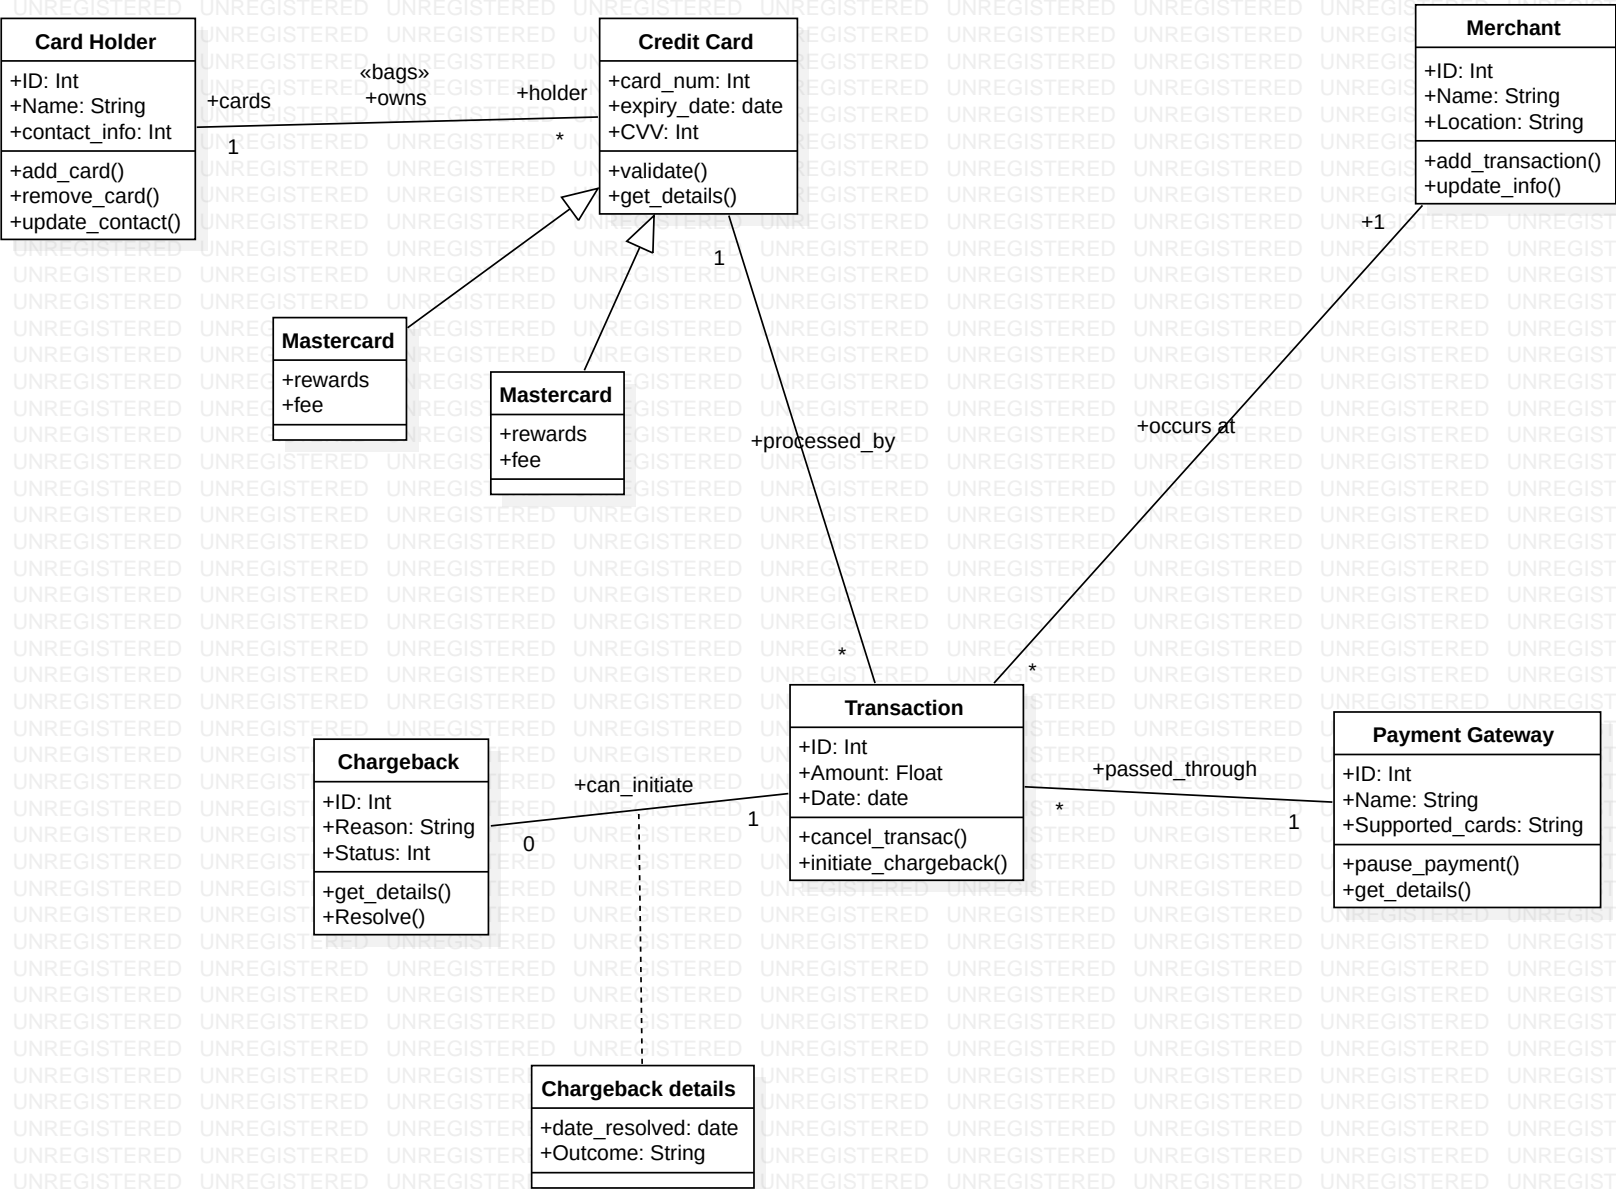 Card Holder
+ID: Int
+Name: String
+contact_info: Int
+add_card()
+remove_card()
+update_contact()
+cards
1
«bags»
+owns
+holder
*
Credit Card
+card_num: Int
+expiry_date: date
+CVV: Int
+validate()
+get_details()
Merchant
+ID: Int
+Name: String
+Location: String
+add_transaction()
+update_info()
Mastercard
+rewards
+fee
Mastercard
+rewards
+fee
1
+processed_by
*
+1
+occurs at
*
Transaction
+ID: Int
+Amount: Float
+Date: date
+cancel_transac()
+initiate_chargeback()
Chargeback
+ID: Int
+Reason: String
+Status: Int
+get_details()
+Resolve()
+can_initiate
0
1
+passed_through
*
1
Payment Gateway
+ID: Int
+Name: String
+Supported_cards: String
+pause_payment()
+get_details()
Chargeback details
+date_resolved: date
+Outcome: String
UNREGISTERED